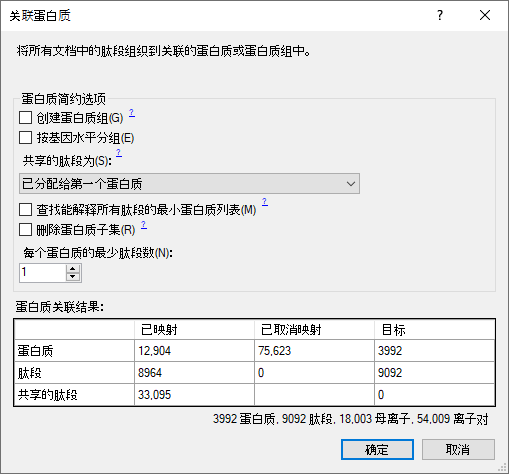 关联蛋白质
将所有文档中的肽段组织到关联的蛋白质或蛋白质组中。
蛋白质简约选项
创建蛋白质组(G) ?
按基因水平分组(E)
共享的肽段为(S): ?
已分配给第一个蛋白质
查找能解释所有肽段的最小蛋白质列表(M) ?
删除蛋白质子集(R) ?
每个蛋白质的最少肽段数(N):
1
蛋白质关联结果:
已映射 已取消映射 目标
蛋白质 12,904 75,623 3992
肽段 8964 0 9092
共享的肽段 33,095 0
3992 蛋白质, 9092 肽段, 18,003 母离子, 54,009 离子对
确定 取消